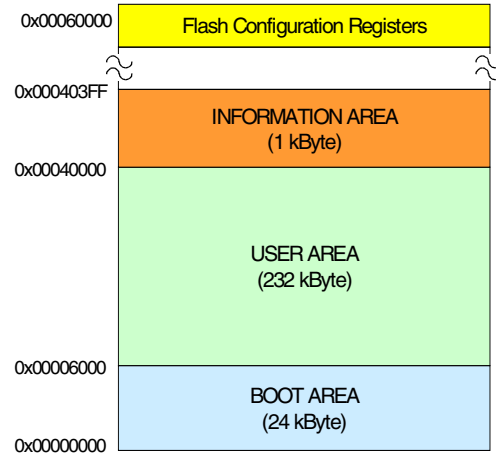 0x00060000
Flash Configuration Registers
0x000403FF
INFORMATION AREA
(1 kByte)
0x00040000
USER AREA
(232 kByte)
0x00006000
BOOT AREA
(24 kByte)
0x00000000